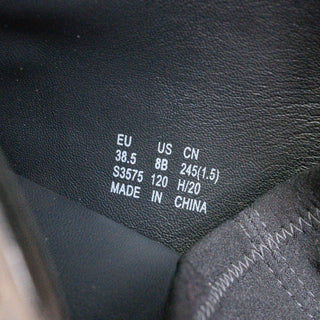 EU US CN
38.5 8B 245(1.5)
S3575 120 H/20
MADE IN CHINA